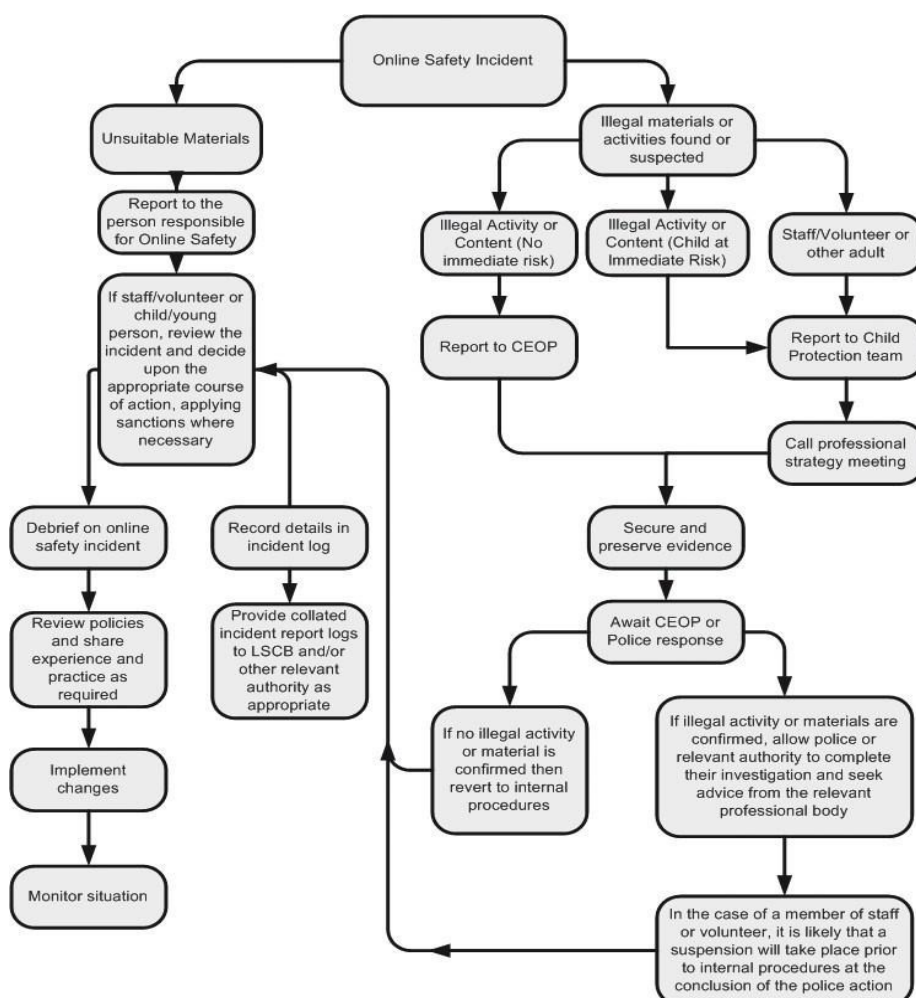 Online Safety Incident
Unsuitable Materials
Report to the
person responsible
for Online Safety
If staff/volunteer or
child/young
person, review the
incident and decide
upon the
appropriate course
of action, applying
sanctions where
necessary
Debrief on online
safety incident
Review policies
and share
experience and
practice as
required
Implement
changes
Monitor situation
Record details in
incident log
Provide collated
incident report logs
to LSCB and/or
other relevant
authority as
appropriate
Illegal materials or
activities found or
suspected
Illegal Activity or
Content (No
immediate risk)
Illegal Activity or
Content (Child at
Immediate Risk)
Staff/Volunteer or
other adult
Report to CEOP
Report to Child
Protection team
Call professional
strategy meeting
Secure and
preserve evidence
Await CEOP or
Police response
If no illegal activity
or material is
confirmed then
revert to internal
procedures
If illegal activity or materials are
confirmed, allow police or
relevant authority to complete
their investigation and seek
advice from the relevant
professional body
In the case of a member of staff
or volunteer, it is likely that a
suspension will take place prior
to internal procedures at the
conclusion of the police action